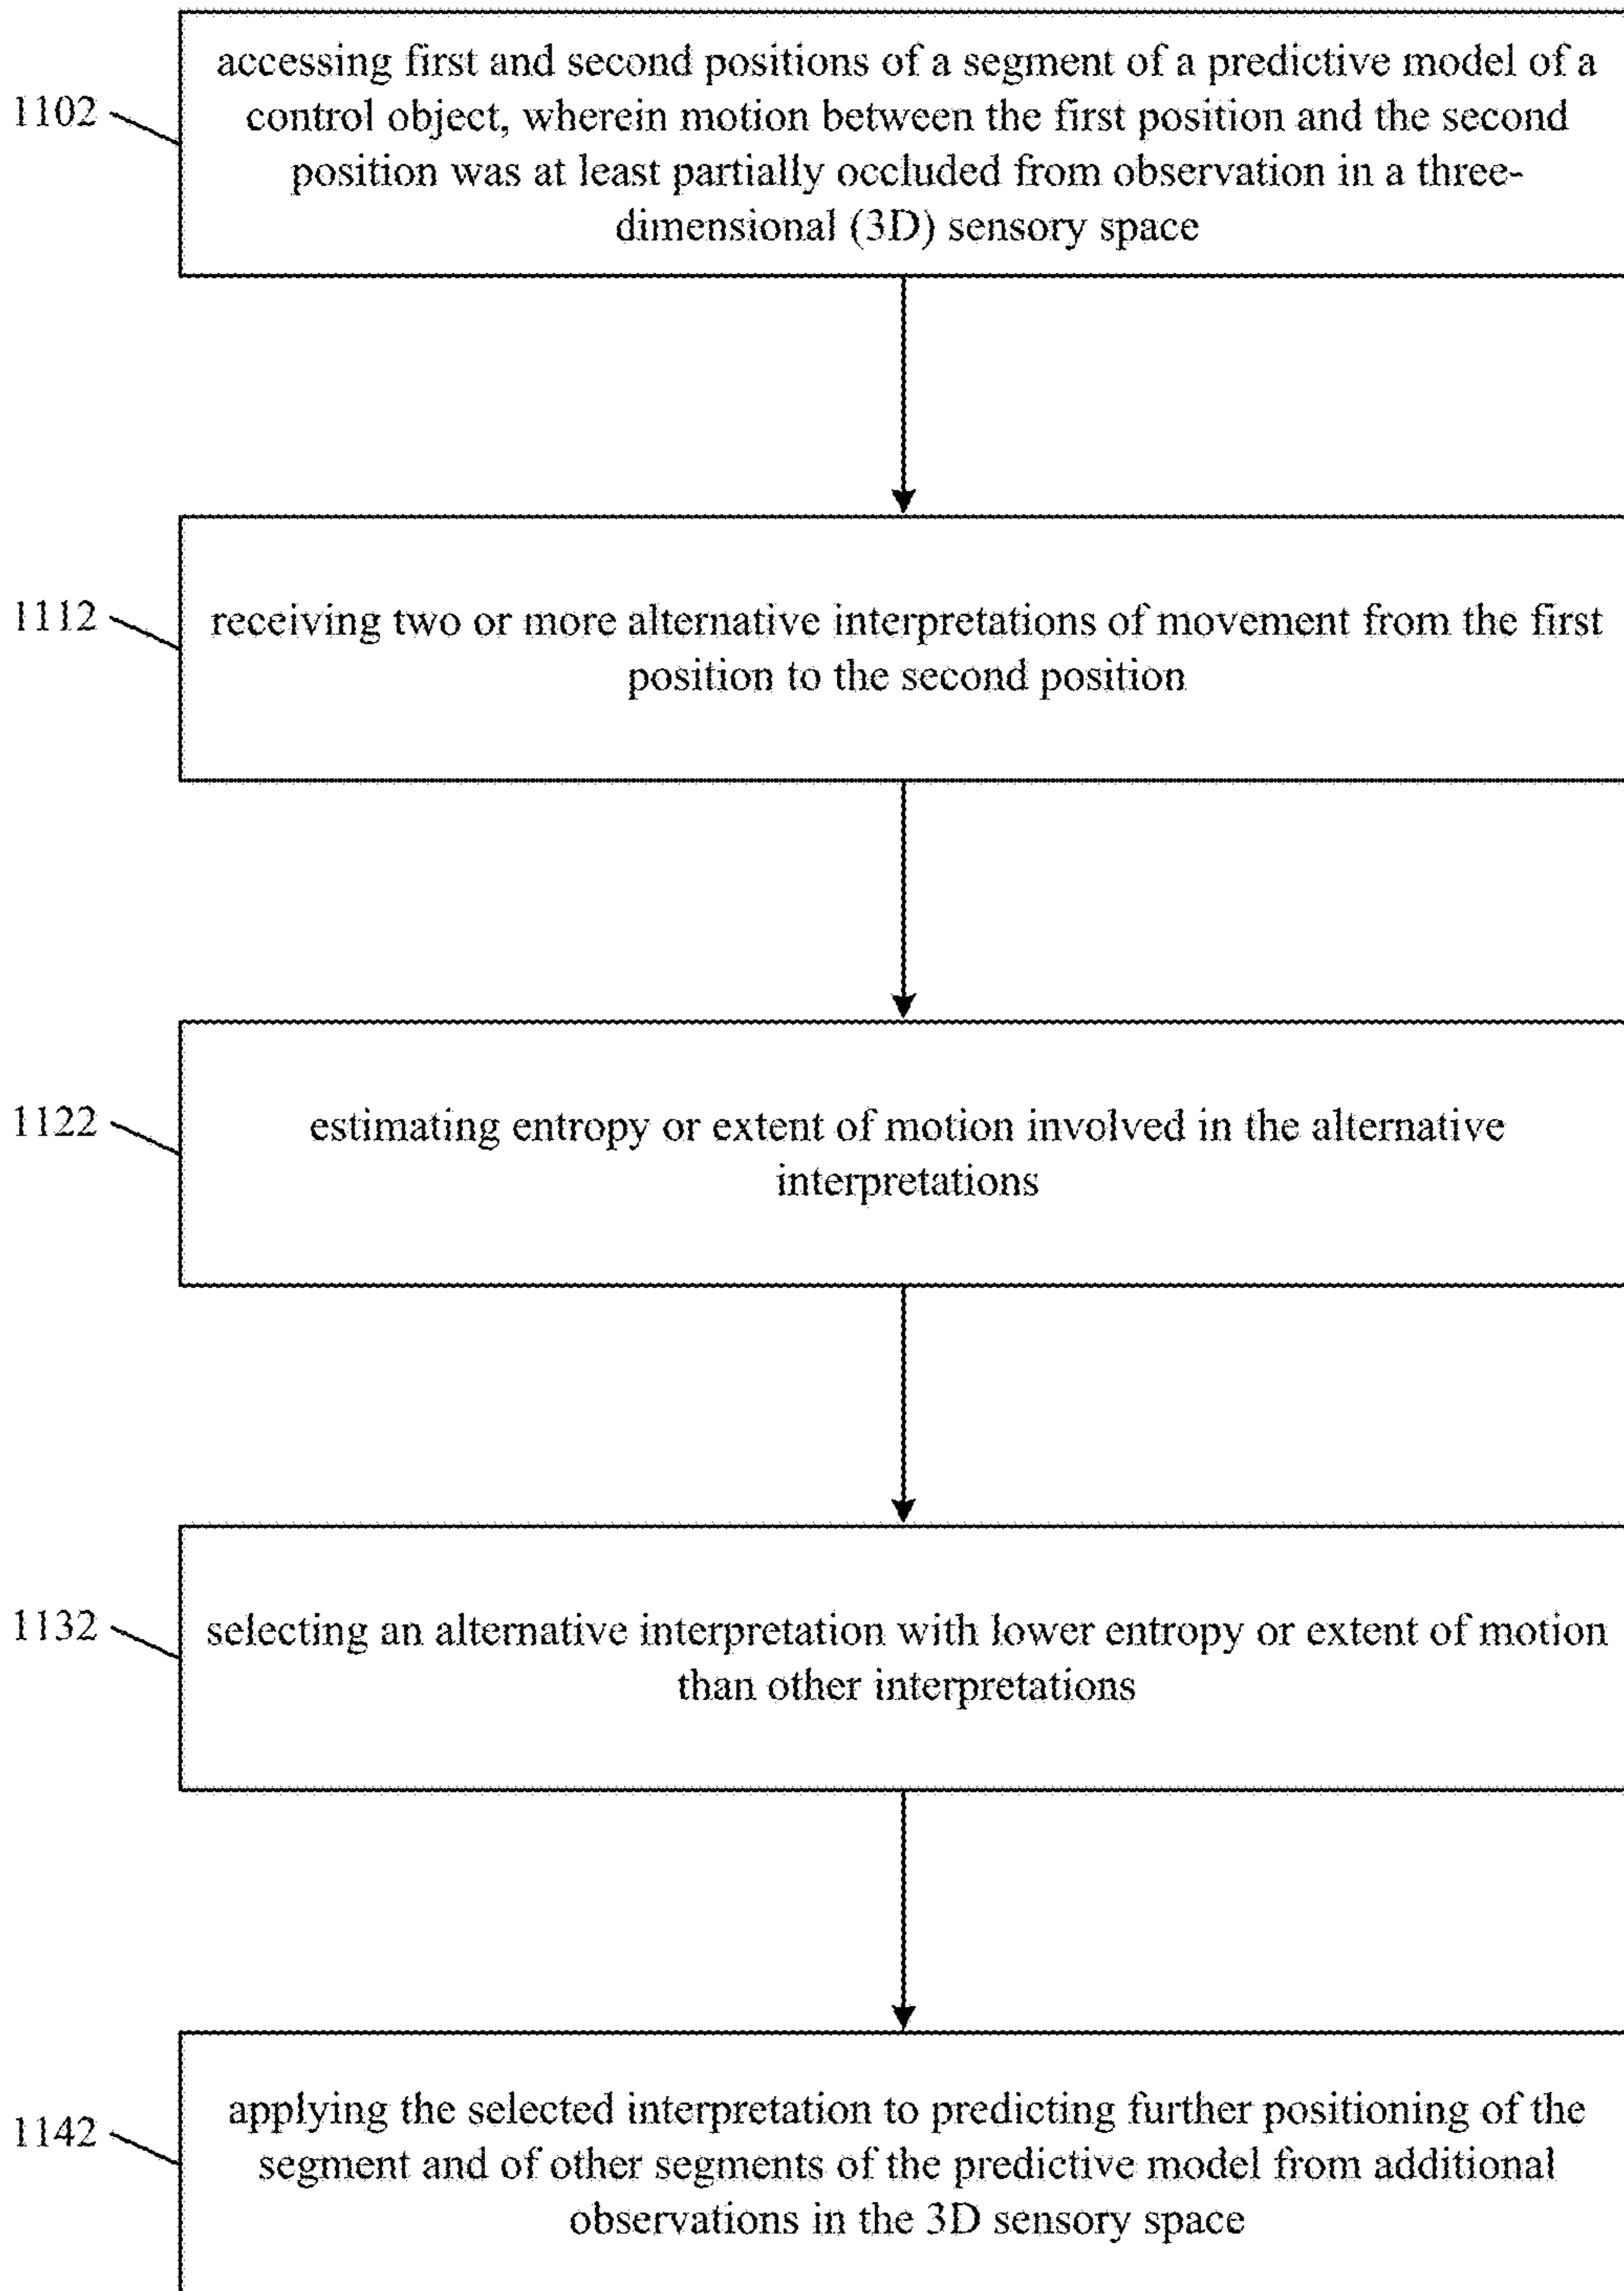 accessing first and second positions of a segment of a predictive model of a
1102
control object, wherein motion between the first position and the second
position was at least partially occluded from observation in a three-
dimensional (3D) sensory space
1112
receiving two or more alternative interpretations of movement from the first
position to the second position
1122
estimating entropy or extent of motion involved in the alternative
interpretations
1132
selecting an alternative interpretation with lower entropy or extent of motion
than other interpretations
1142
applying the selected interpretation to predicting further positioning of the
segment and of other segments of the predictive model from additional
observations in the 3D sensory space